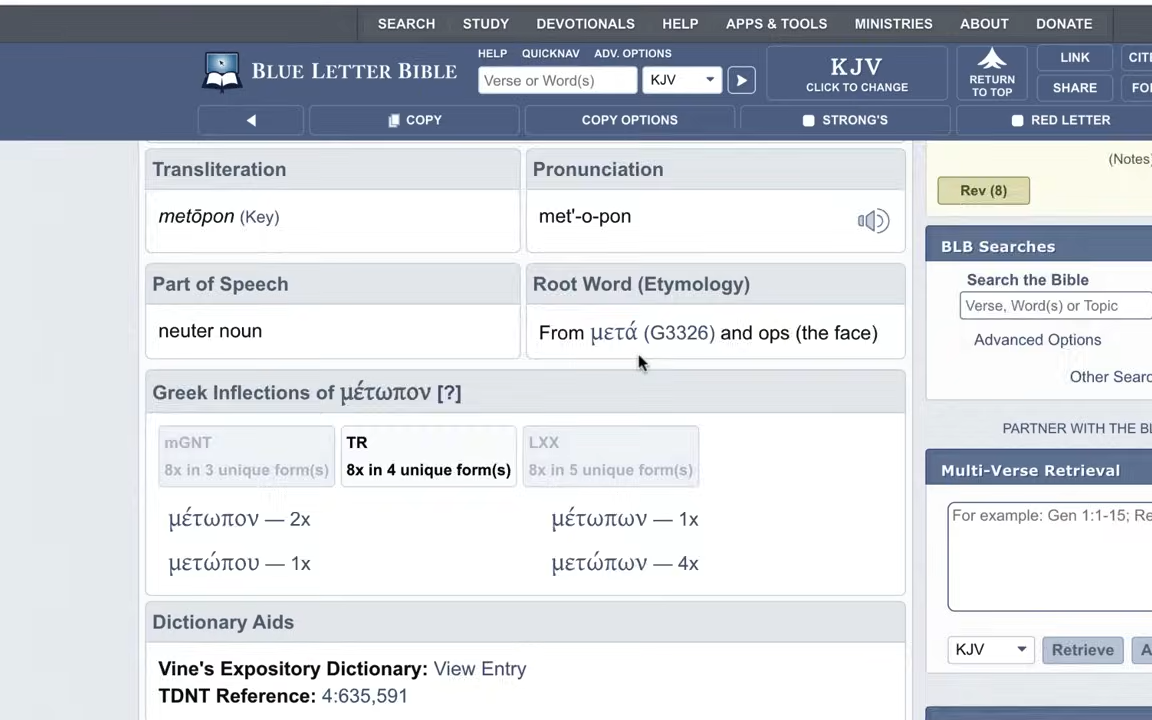 SEARCH STUDY DEVOTIONALS HELP APPS & TOOLS MINISTRIES ABOUT DONATE
BLUE LETTER BIBLE
HELP QUICKNAV ADV. OPTIONS
Verse or Word(s) KJV
KJV
CLICK TO CHANGE
RETURN
TO TOP
LINK
SHARE
COPY COPY OPTIONS STRONG'S RED LETTER
Transliteration
metōpon (Key)
Pronunciation
met'-o-pon
Part of Speech
neuter noun
Root Word (Etymology)
From μετά (G3326) and ops (the face)
Greek Inflections of μέτωπον [?]
mGNT
8x in 3 unique form(s)
TR
8x in 4 unique form(s)
LXX
8x in 5 unique form(s)
μέτωπον — 2x
μέτωπων — 1x
μετώπου — 1x
μετώπων — 4x
Dictionary Aids
Vine's Expository Dictionary: View Entry
TDNT Reference: 4:635,591
(Notes)
Rev (8)
BLB Searches
Search the Bible
Verse, Word(s) or Topic
Advanced Options
Other
PARTNER WITH THE
Multi-Verse Retrieval
For example: Gen 1:1-15;
KJV Retrieve